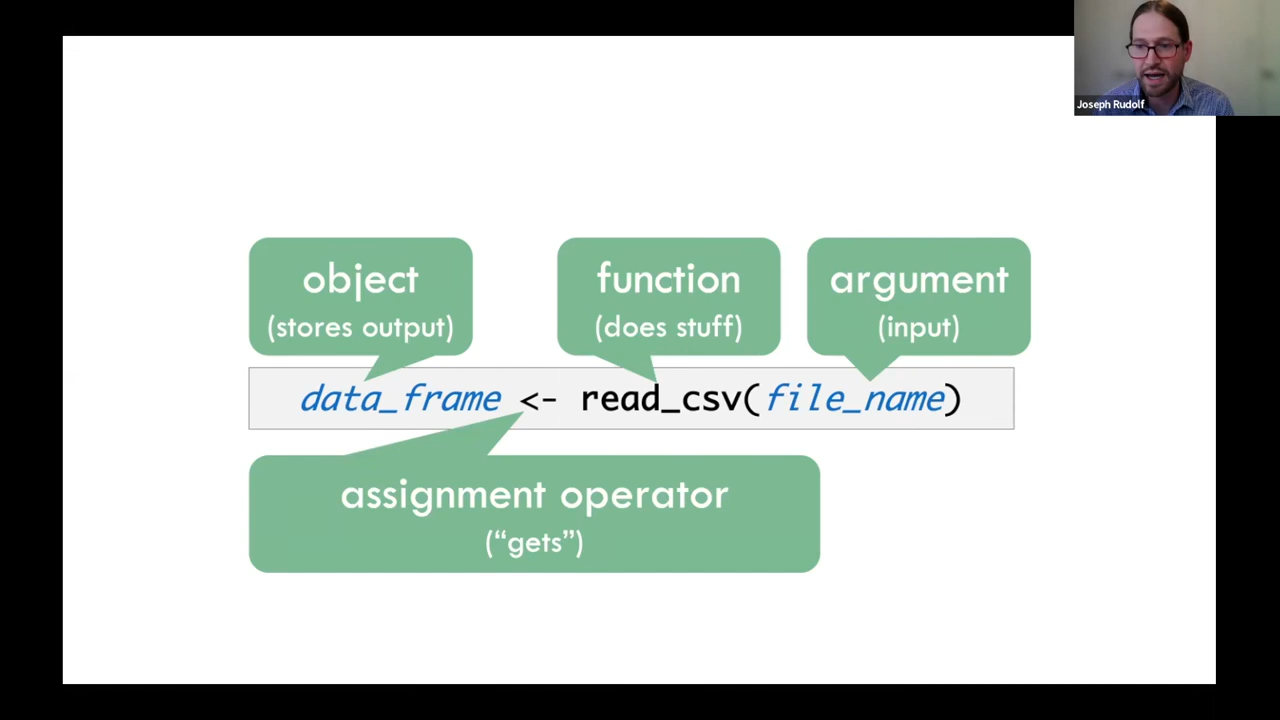 Joseph Rudolf
object
(stores output)
function
(does stuff)
argument
(input)
data_frame <- read_csv(file_name)
assignment operator
(“gets”)